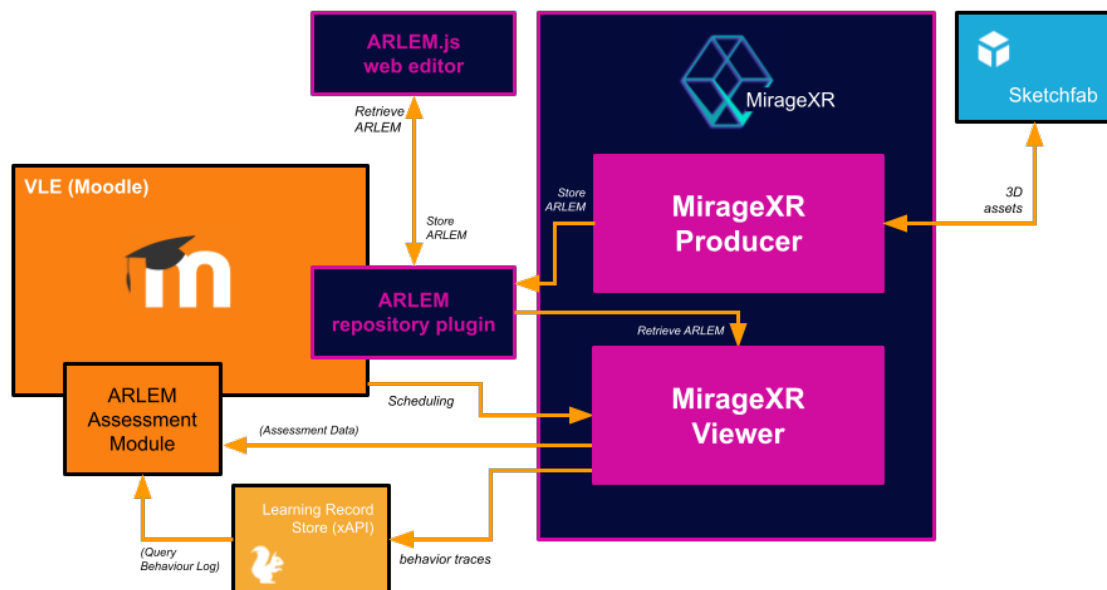 ARLEM.js
web editor
MirageXR
Sketchfab
Retrieve
ARLEM
VLE (Moodle)
m
Store
ARLEM
Store
ARLEM
MirageXR
Producer
3D
assets
ARLEM
repository plugin
Retrieve ARLEM
ARLEM
Assessment
Module
Scheduling
MirageXR
Viewer
(Assessment Data)
Learning Record
Store (xAPI)
(Query
Behaviour Log)
behavior traces